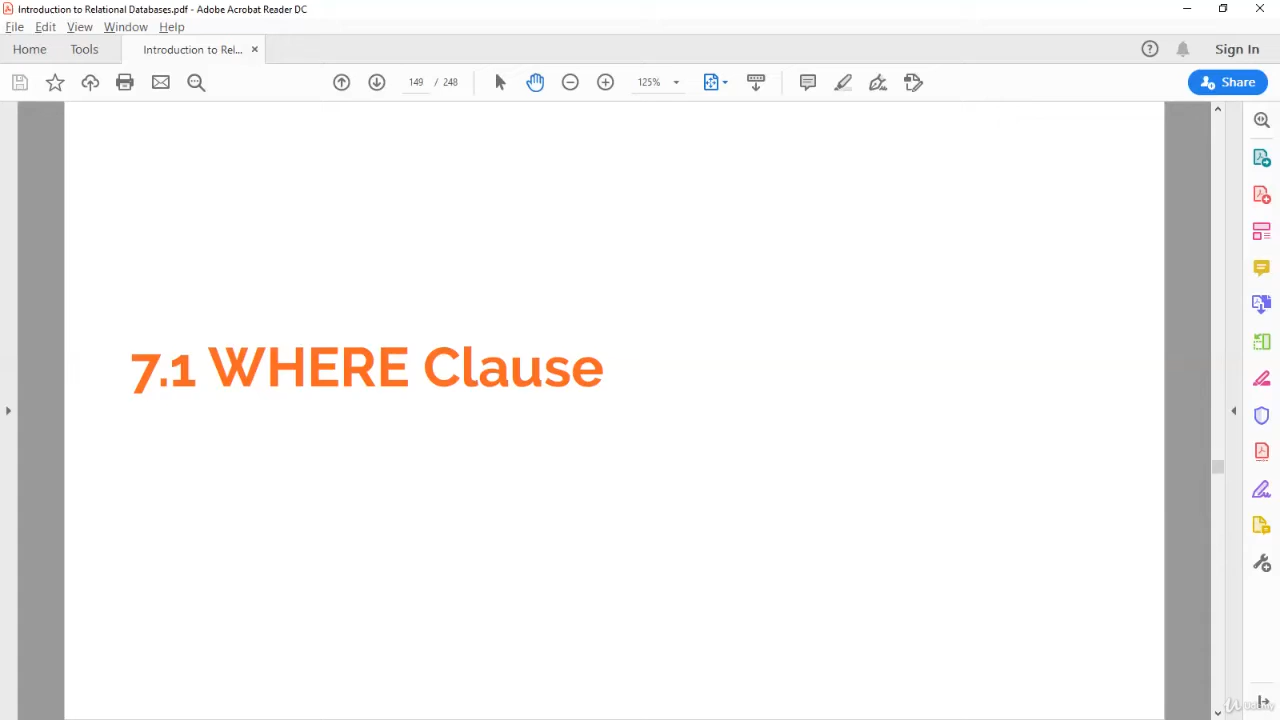 Introduction to Relational Databases.pdf - Adobe Acrobat Reader DC
File Edit View Window Help
Home Tools Introduction to Rel... × Sign In
149 / 248 125% Share
7.1 WHERE Clause
Udemy